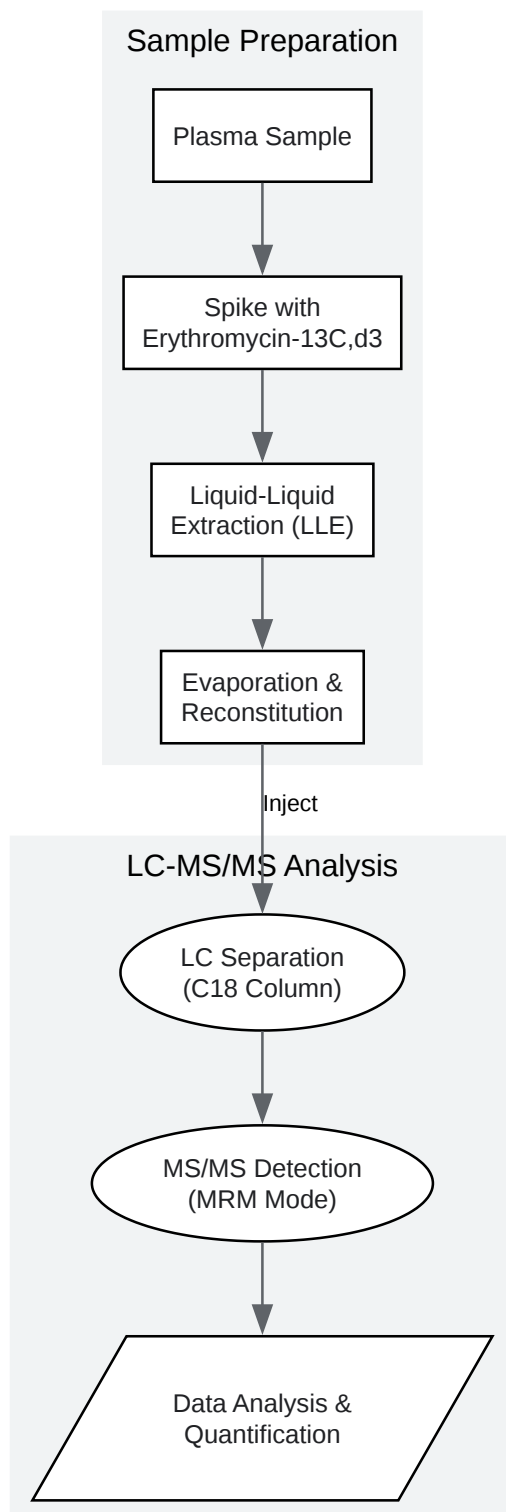 Sample Preparation
Plasma Sample
Spike with
Erythromycin-13C,d3
Liquid-Liquid
Extraction (LLE)
Evaporation &
Reconstitution
Inject
LC-MS/MS Analysis
LC Separation
(C18 Column)
MS/MS Detection
(MRM Mode)
Data Analysis &
Quantification